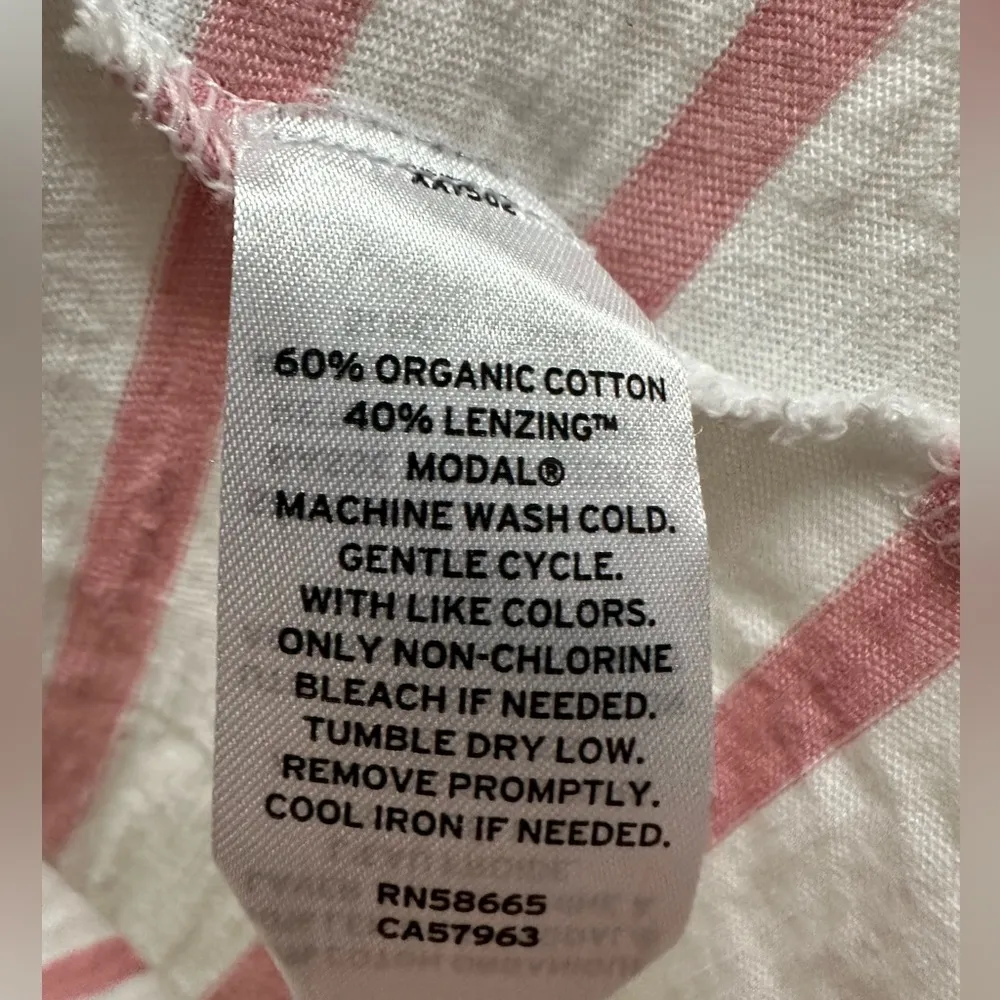 60% ORGANIC COTTON
40% LENZING™
MODAL®
MACHINE WASH COLD.
GENTLE CYCLE.
WITH LIKE COLORS.
ONLY NON-CHLORINE
BLEACH IF NEEDED.
TUMBLE DRY LOW.
REMOVE PROMPTLY.
COOL IRON IF NEEDED.
RN58665
CA57963